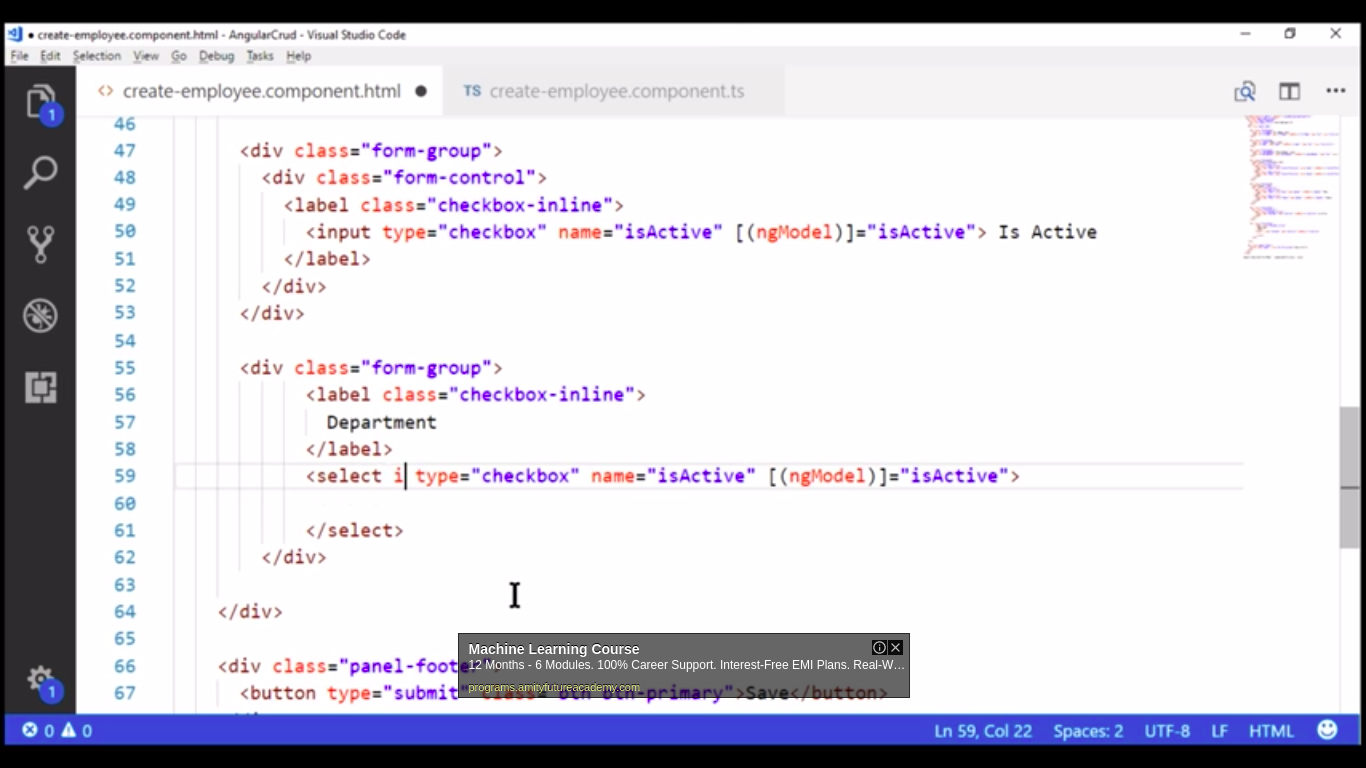 create-employee.component.html - AngularCrud - Visual Studio Code
File Edit Selection View Go Debug Tasks Help
<> create-employee.component.html ● TS create-employee.component.ts
1
46
47 <div class="form-group">
48 <div class="form-control">
49 <label class="checkbox-inline">
50 <input type="checkbox" name="isActive" [(ngModel)]="isActive"> Is Active
51 </label>
52 </div>
53 </div>
54
55 <div class="form-group">
56 <label class="checkbox-inline">
57 Department
58 </label>
59 <select i type="checkbox" name="isActive" [(ngModel)]="isActive">
60
61 </select>
62 </div>
63
64 </div>
65
66 <div class="panel-foote
67 <button type="submit" class="btn btn-primary">Save</button>
1
Machine Learning Course
12 Months - 6 Modules. 100% Career Support. Interest-Free EMI Plans. Real-W...
programs.amityfutureacademy.com
0 0 Ln 59, Col 22 Spaces: 2 UTF-8 LF HTML